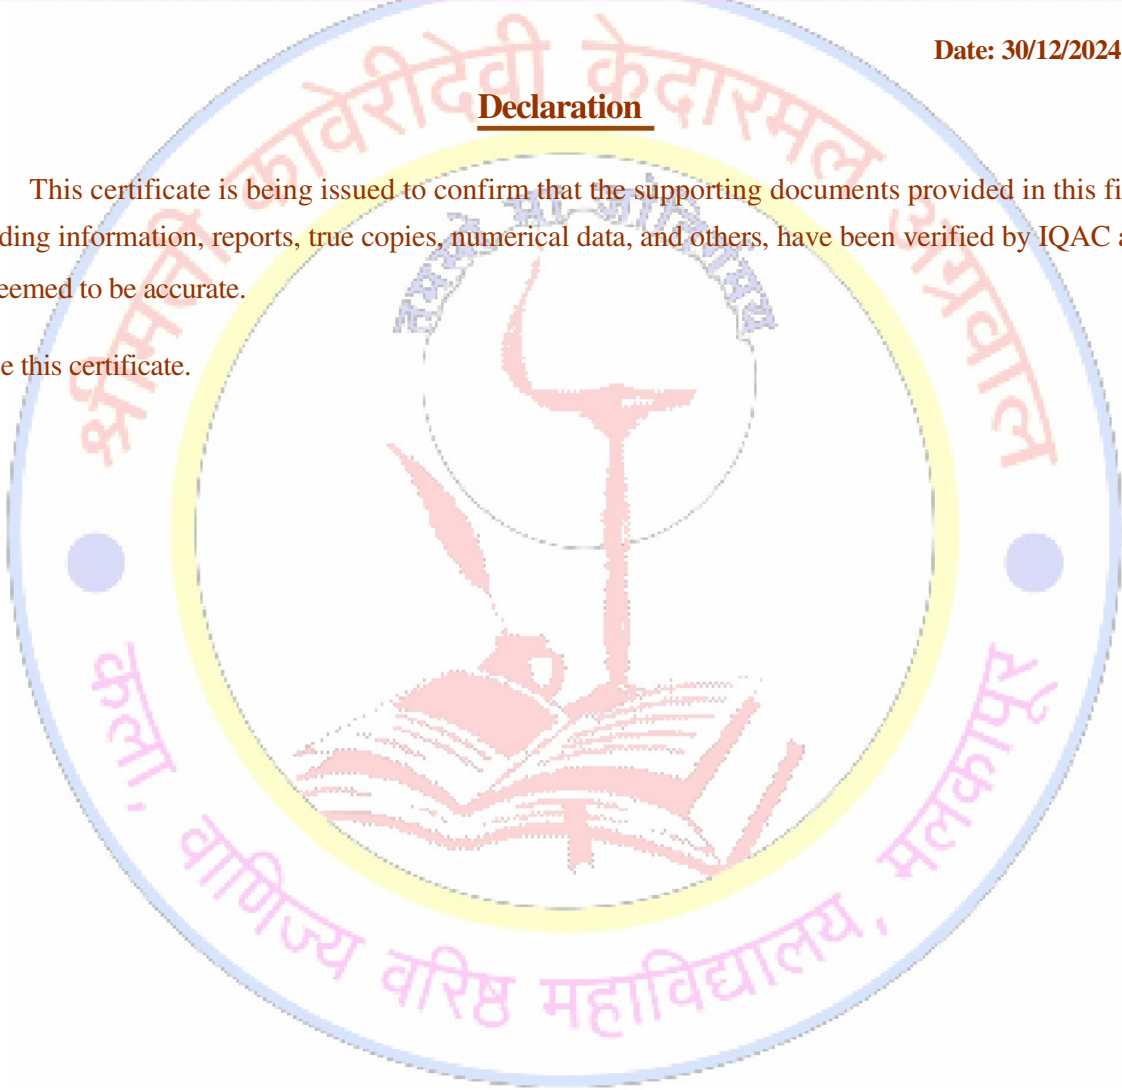 Date: 30/12/2024
Declaration
This certificate is being issued to confirm that the supporting documents provided in this fi
ding information, reports, true copies, numerical data, and others, have been verified by IQAC a
eemed to be accurate.
e this certificate.
श्रीमती कावेरीदेवी केदारमल अग्रवाल
तमसो मा ज्योतिर्गमय
कला, वाणिज्य वरिष्ठ महाविद्यालय, मलकापूर